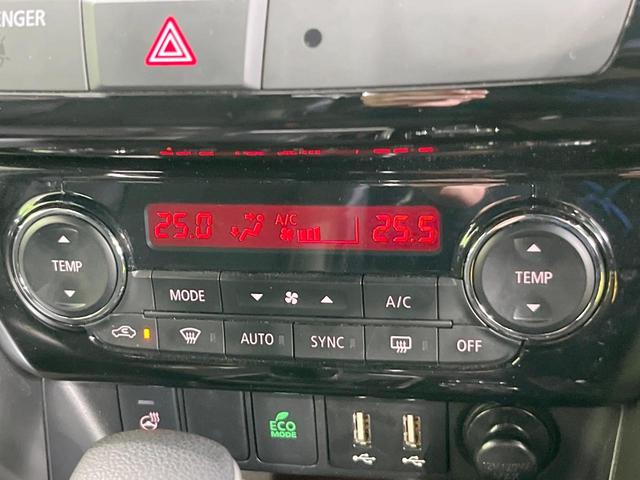 ENGER
25.0 A/C 25.5
TEMP
MODE
A/C
TEMP
AUTO
SYNC
OFF
ECO
MODE